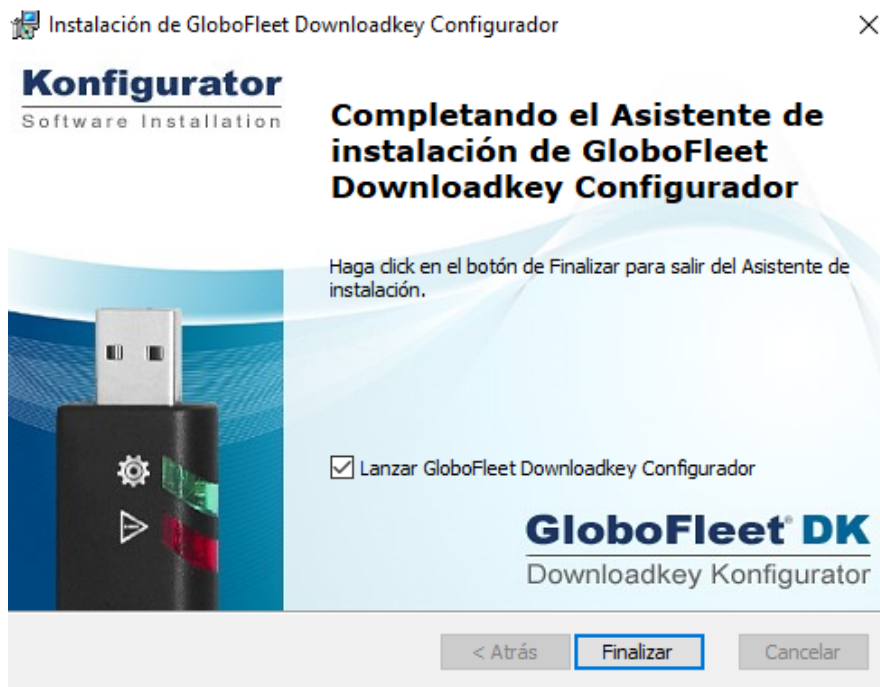 Instalación de GloboFleet Downloadkey Configurador
Konfigurator
Software Installation
Completando el Asistente de
instalación de GloboFleet
Downloadkey Configurador
Haga click en el botón de Finalizar para salir del Asistente de
instalación.
Lanzar GloboFleet Downloadkey Configurador
GloboFleet® DK
Downloadkey Konfigurator
< Atrás
Finalizar
Cancelar